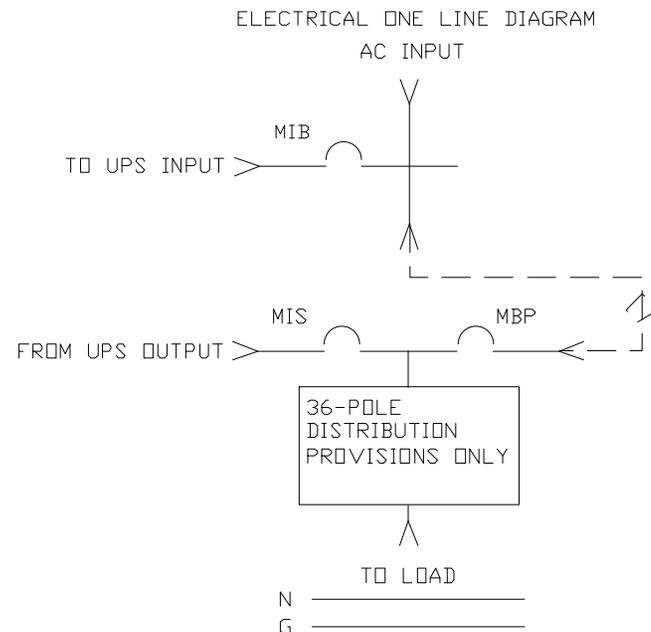 ELECTRICAL ONE LINE DIAGRAM
AC INPUT
MIB
TO UPS INPUT
MIS
MBP
FROM UPS OUTPUT
36-POLE
DISTRIBUTION
PROVISIONS ONLY
TO LOAD
N
G